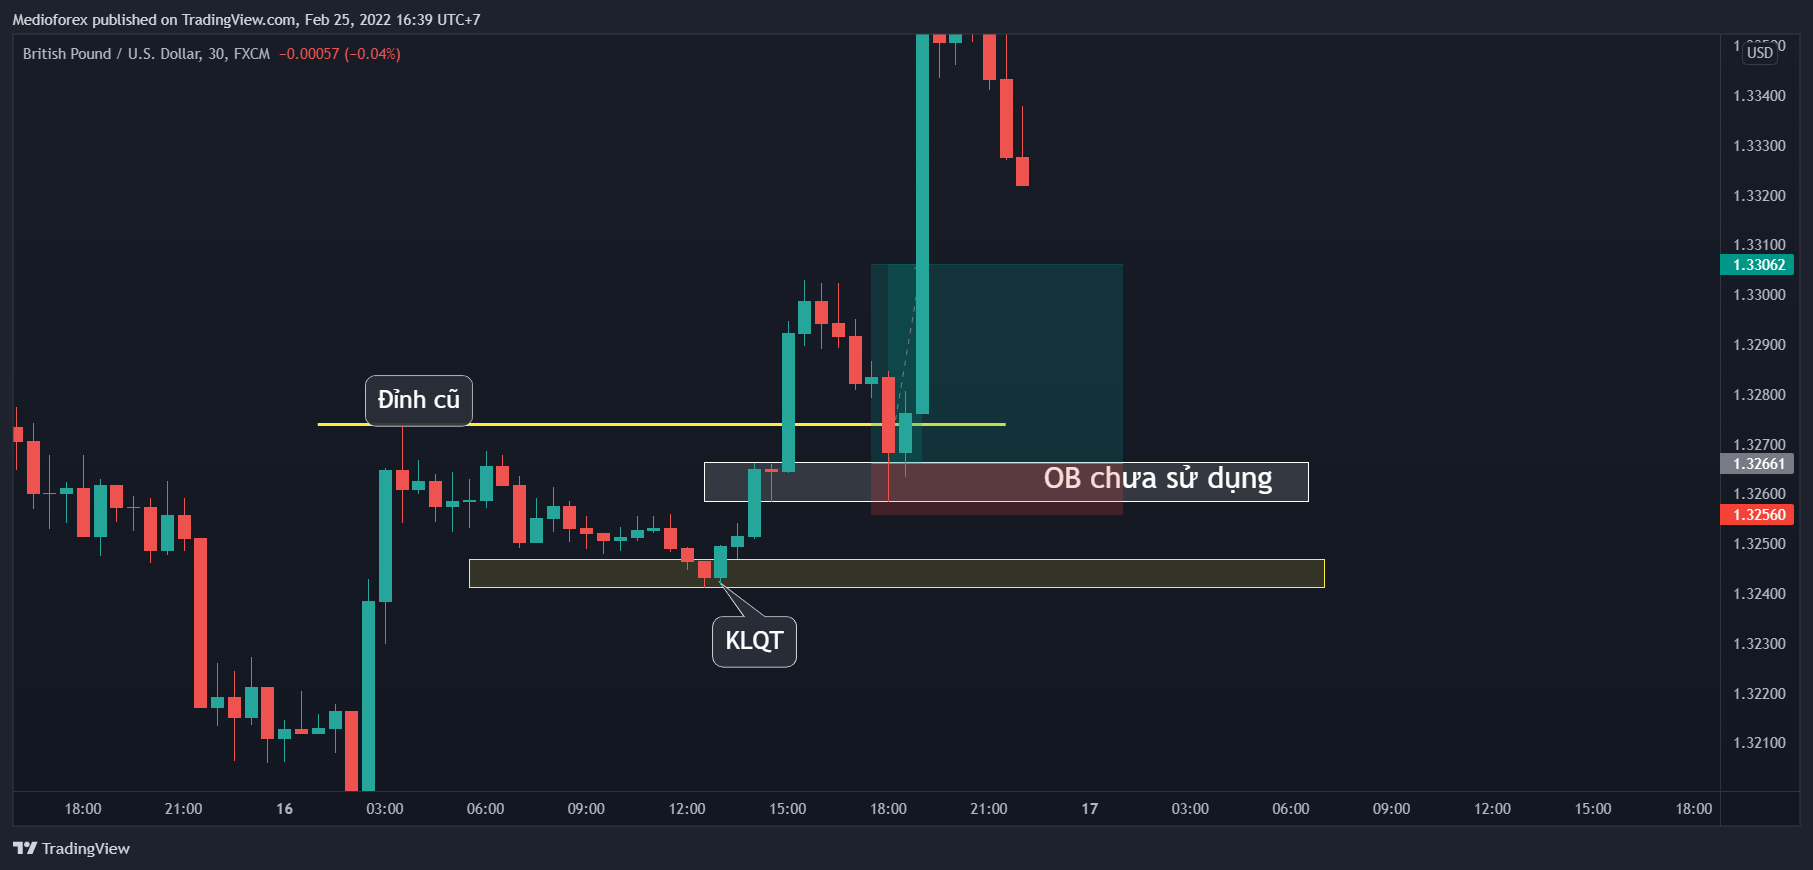 Medioforex published on TradingView.com, Feb 25, 2022 16:39 UTC+7
British Pound / U.S. Dollar, 30, FXCM −0.00057 (−0.04%)
USD
1.33400
1.33300
1.33200
1.33100
1.33062
1.33000
1.32900
1.32800
Đỉnh cũ
1.32700
1.32661
OB chưa sử dụng
1.32600
1.32560
1.32500
1.32400
KLQT
1.32300
1.32200
1.32100
18:00 21:00 16 03:00 06:00 09:00 12:00 15:00 18:00 21:00 17 03:00 06:00 09:00 12:00 15:00 18:00
TradingView